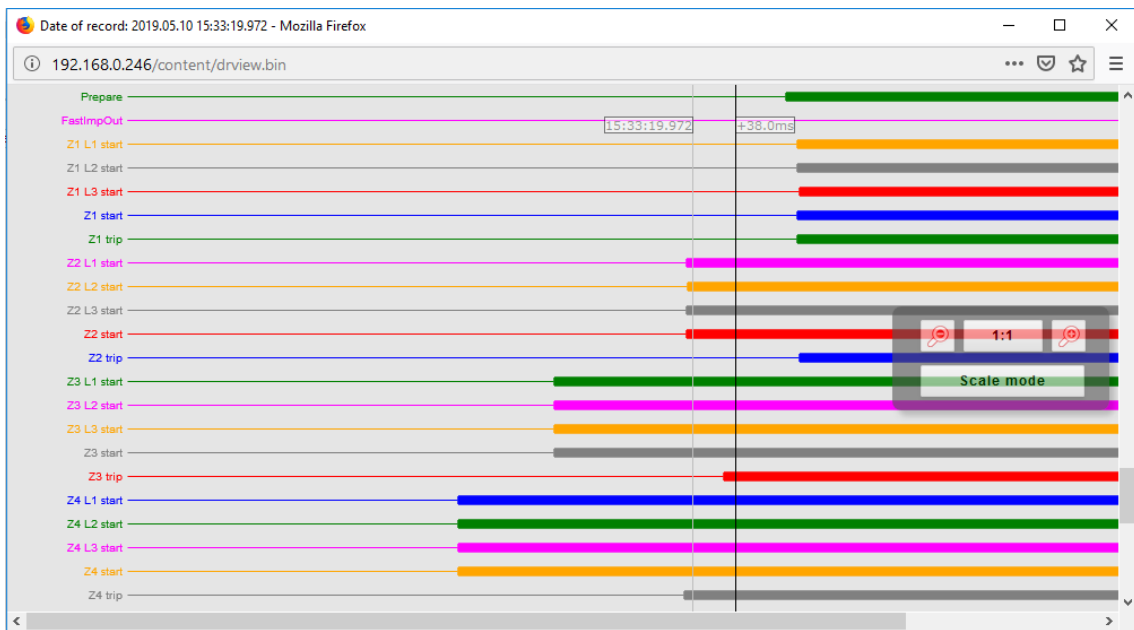 Date of record: 2019.05.10 15:33:19.972 - Mozilla Firefox
192.168.0.246/content/drview.bin
Prepare
FastImpOut
15:33:19.972 +38.0ms
Z1 L1 start
Z1 L2 start
Z1 L3 start
Z1 start
Z1 trip
Z2 L1 start
Z2 L2 start
Z2 L3 start
Z2 start
1:1
Z2 trip
Z3 L1 start
Scale mode
Z3 L2 start
Z3 L3 start
Z3 start
Z3 trip
Z4 L1 start
Z4 L2 start
Z4 L3 start
Z4 start
Z4 trip